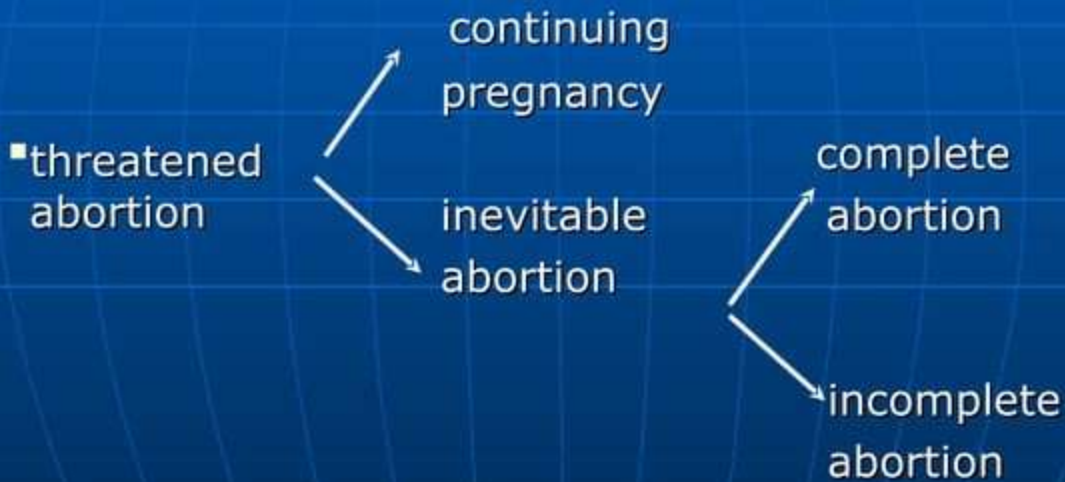 continuing
pregnancy
threatened
abortion
inevitable
abortion
complete
abortion
incomplete
abortion